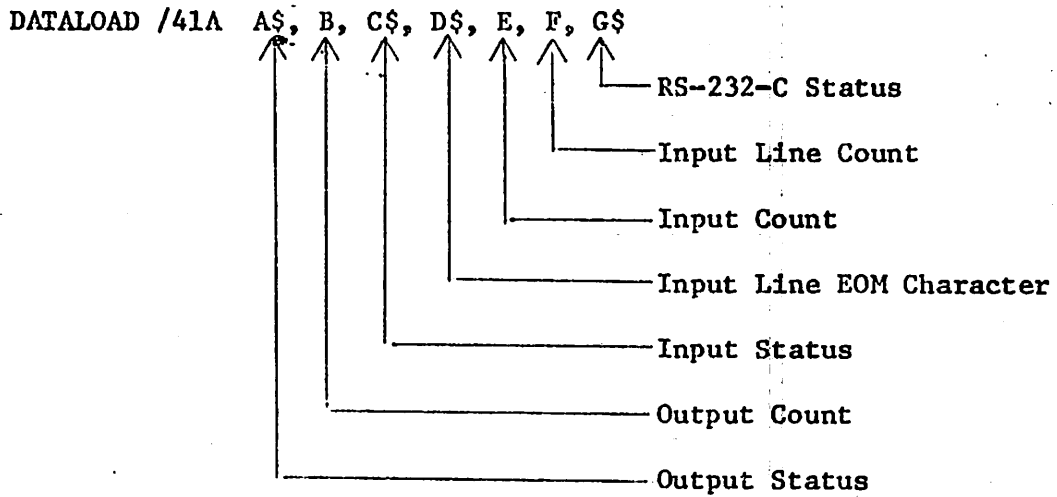 DATALOAD /41A A$, B, C$, D$, E, F, G$
RS-232-C Status
Input Line Count
Input Count
Input Line EOM Character
Input Status
Output Count
Output Status